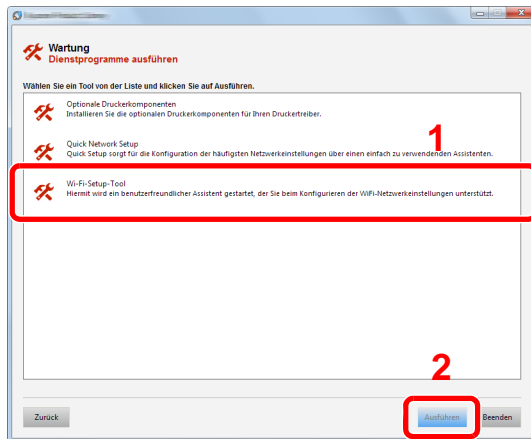 Wartung
Dienstprogramme ausführen
Wählen Sie ein Tool von der Liste und klicken Sie auf Ausführen.
Optionale Druckerkomponenten
Installieren Sie die optionalen Druckerkomponenten für Ihren Druckertreiber.
1
Quick Network Setup
Quick Setup sorgt für die Konfiguration der häufigsten Netzwerkeinstellungen über einen einfach zu verwendenden Assistenten.
Wi-Fi-Setup-Tool
Hiermit wird ein benutzerfreundlicher Assistent gestartet, der Sie beim Konfigurieren der WiFi-Netzwerkeinstellungen unterstützt.
2
Zurück
Ausführen
Beenden